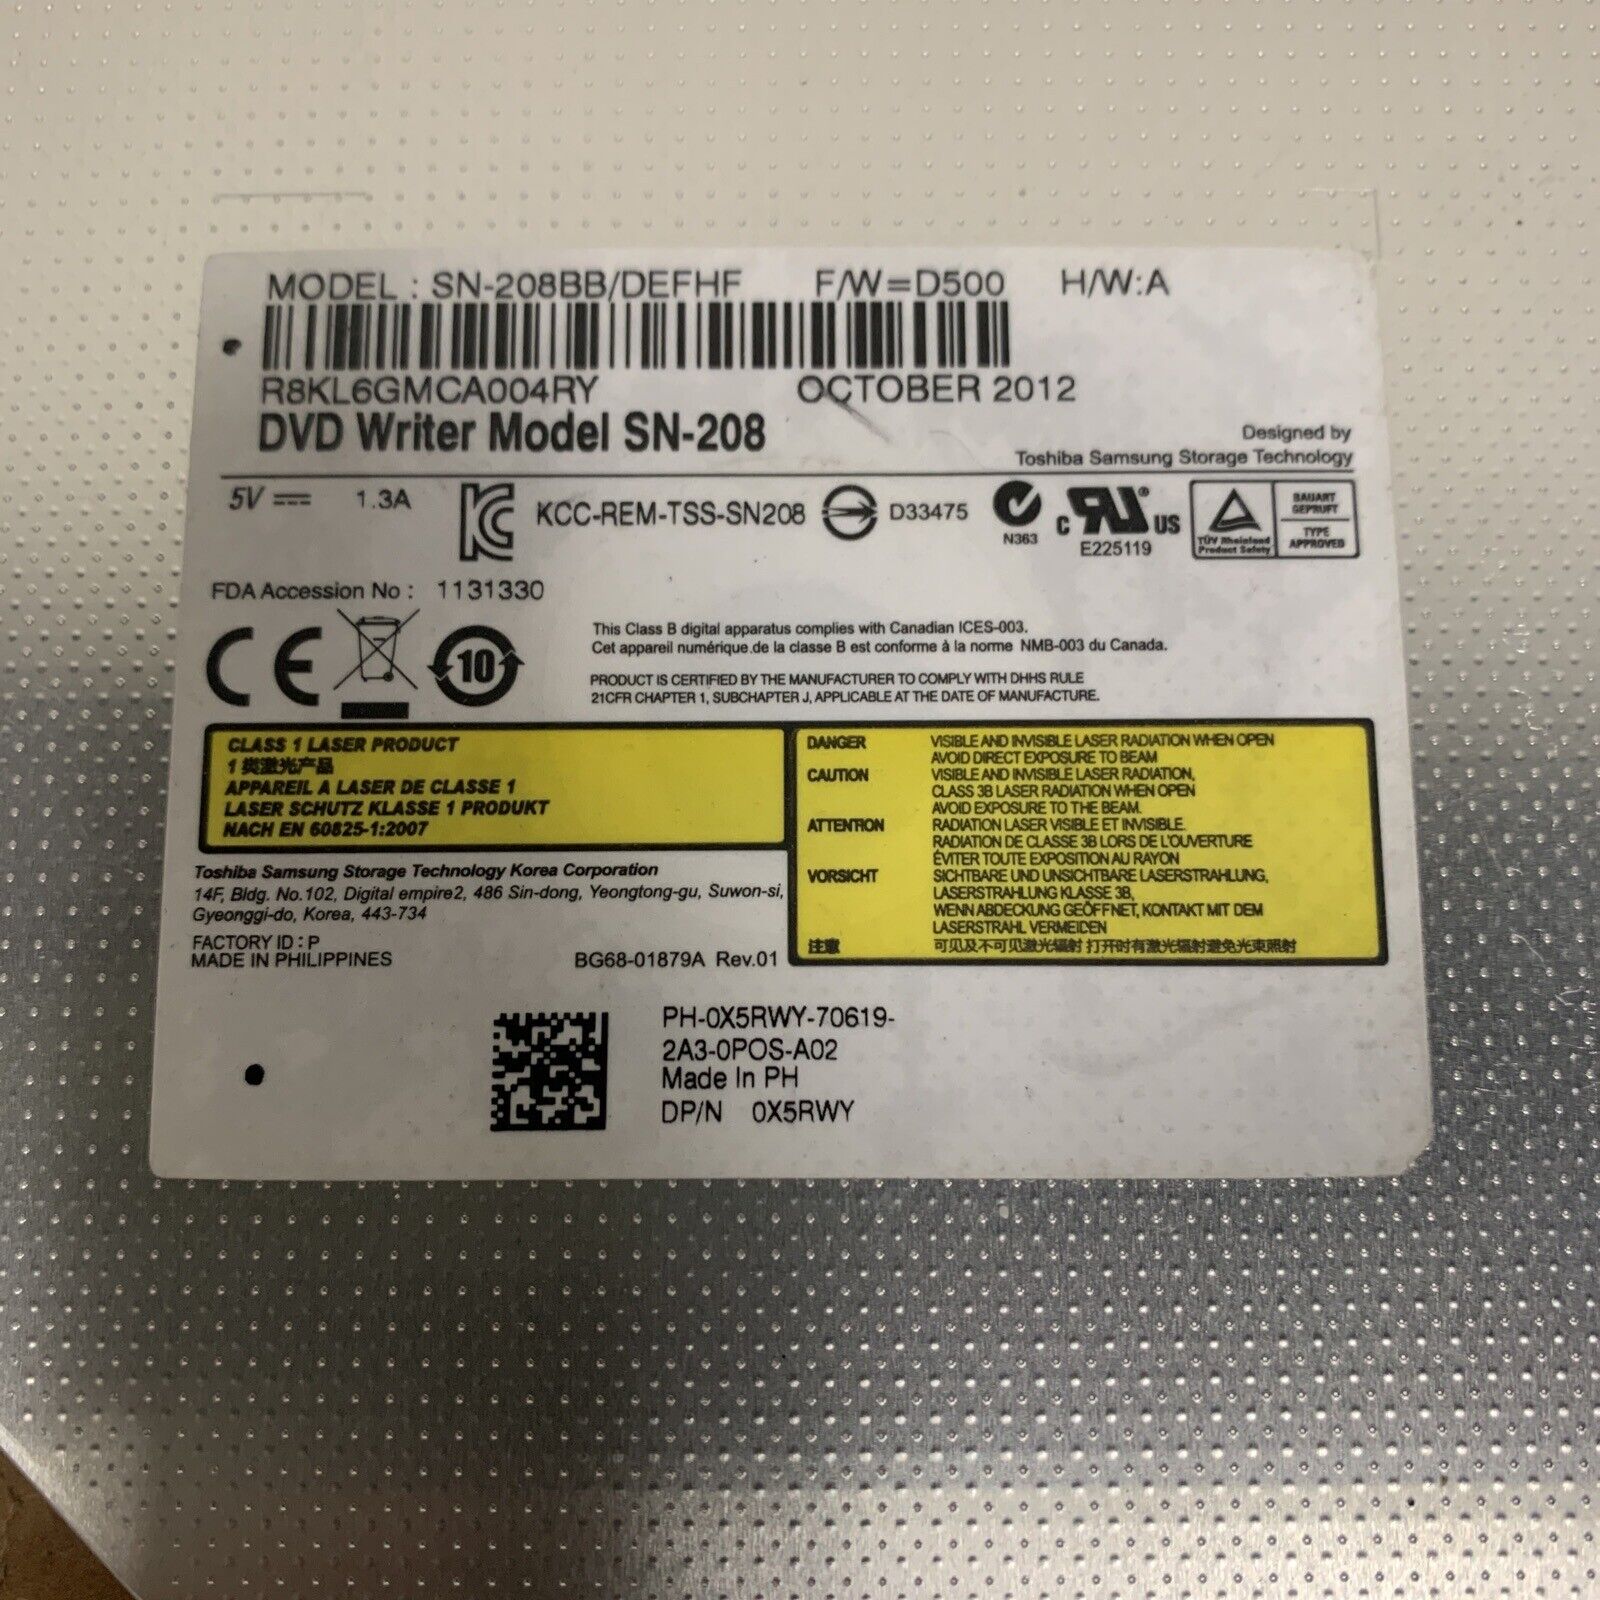 MODEL : SN-208BB/DEFHF F/W=D500 H/W:A
R8KL6GMCA004RY OCTOBER 2012
DVD Writer Model SN-208
Designed by
Toshiba Samsung Storage Technology
5V 1.3A KCC-REM-TSS-SN208 D33475 N363 C UR® US E225119
TÜV Rheinland
Product Safety
BAUART
GEPRUFT
TYPE
APPROVED
FDA Accession No : 1131330
CE 10
This Class B digital apparatus complies with Canadian ICES-003.
Cet appareil numérique.de la classe B est conforme à la norme NMB-003 du Canada.
PRODUCT IS CERTIFIED BY THE MANUFACTURER TO COMPLY WITH DHHS RULE
21CFR CHAPTER 1, SUBCHAPTER J, APPLICABLE AT THE DATE OF MANUFACTURE.
CLASS 1 LASER PRODUCT
1 类激光产品
APPAREIL A LASER DE CLASSE 1
LASER SCHUTZ KLASSE 1 PRODUKT
NACH EN 60825-1:2007
DANGER VISIBLE AND INVISIBLE LASER RADIATION WHEN OPEN
AVOID DIRECT EXPOSURE TO BEAM
CAUTION VISIBLE AND INVISIBLE LASER RADIATION,
CLASS 3B LASER RADIATION WHEN OPEN
AVOID EXPOSURE TO THE BEAM.
ATTENTION RADIATION LASER VISIBLE ET INVISIBLE.
RADIATION DE CLASSE 3B LORS DE L'OUVERTURE
ÉVITER TOUTE EXPOSITION AU RAYON
VORSICHT SICHTBARE UND UNSICHTBARE LASERSTRAHLUNG,
LASERSTRAHLUNG KLASSE 3B,
WENN ABDECKUNG GEÖFFNET, KONTAKT MIT DEM
LASERSTRAHL VERMEIDEN
注意 可见及不可见激光辐射 打开时有激光辐射避免光束照射
Toshiba Samsung Storage Technology Korea Corporation
14F, Bldg. No.102, Digital empire2, 486 Sin-dong, Yeongtong-gu, Suwon-si,
Gyeonggi-do, Korea, 443-734
FACTORY ID : P
MADE IN PHILIPPINES BG68-01879A Rev.01
PH-0X5RWY-70619-
2A3-0POS-A02
Made In PH
DP/N 0X5RWY